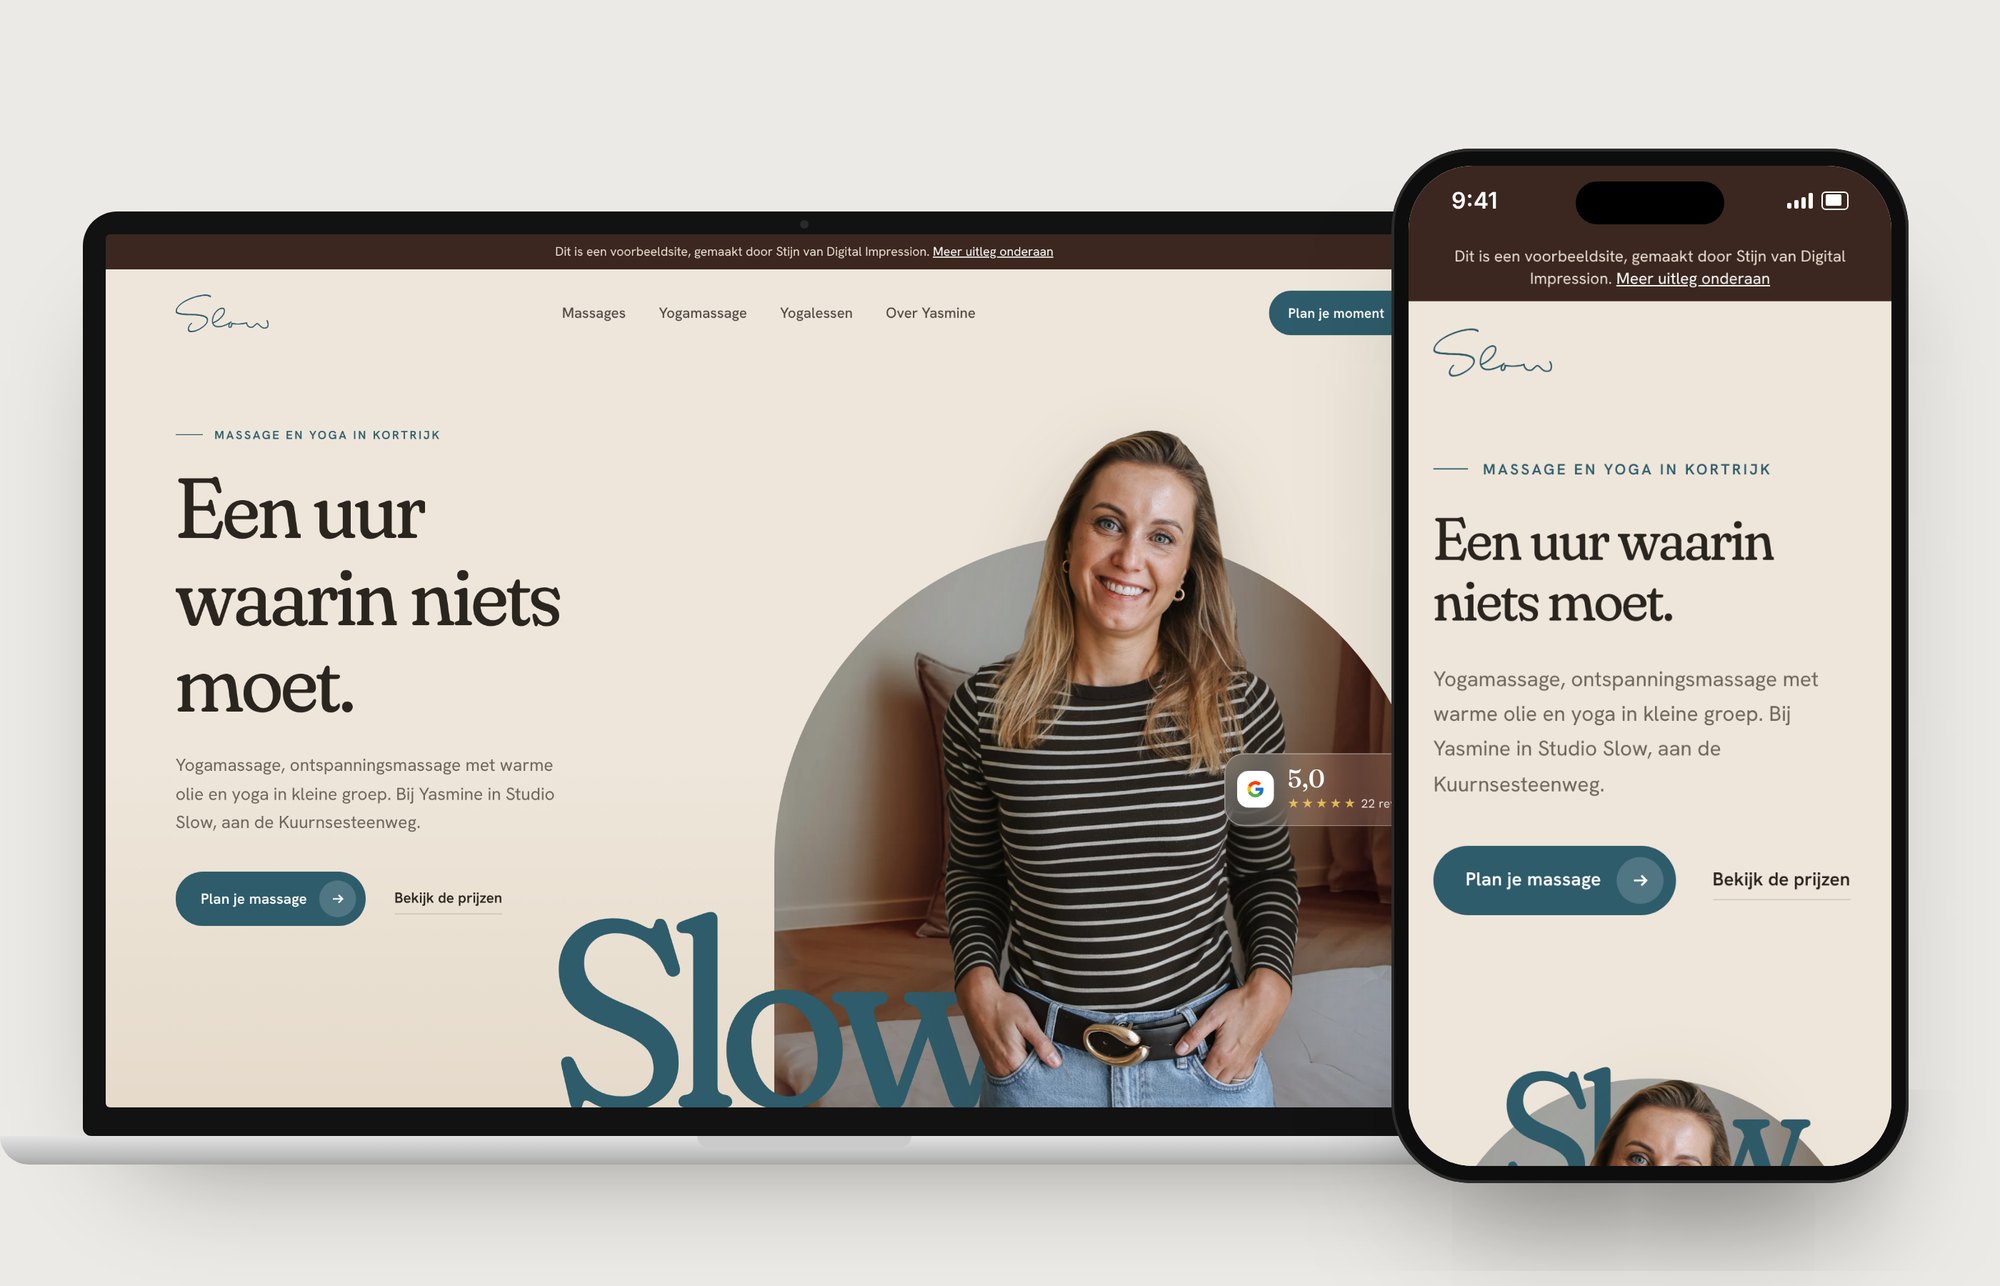 Dit is een voorbeeldsite, gemaakt door Stijn van Digital Impression. Meer uitleg onderaan
Slow
Massages Yogamassage Yogalessen Over Yasmine
Plan je moment
MASSAGE EN YOGA IN KORTRIJK
Een uur
waarin niets
moet.
Yogamassage, ontspanningsmassage met warme
olie en yoga in kleine groep. Bij Yasmine in Studio
Slow, aan de Kuurnsesteenweg.
Plan je massage
Bekijk de prijzen
Slow
5,0
22
9:41
Dit is een voorbeeldsite, gemaakt door Stijn van Digital
Impression. Meer uitleg onderaan
Slow
MASSAGE EN YOGA IN KORTRIJK
Een uur waarin
niets moet.
Yogamassage, ontspanningsmassage met
warme olie en yoga in kleine groep. Bij
Yasmine in Studio Slow, aan de
Kuurnsesteenweg.
Plan je massage
Bekijk de prijzen
Slow